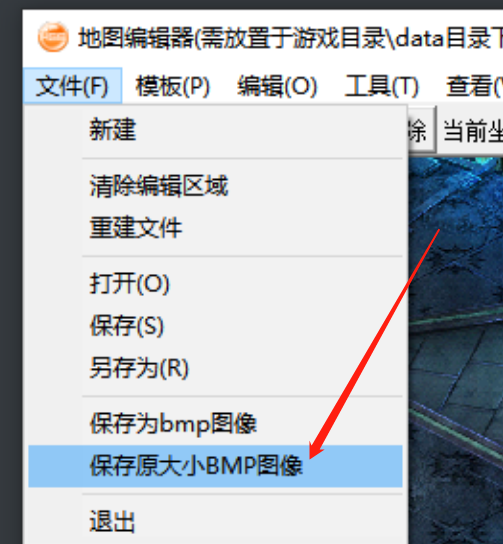 地图编辑器(需放置于游戏目录\data目录下
文件(F) 模板(P) 编辑(O) 工具(T) 查看(
新建
除 当前坐
清除编辑区域
重建文件
打开(O)
保存(S)
另存为(R)
保存为bmp图像
保存原大小BMP图像
退出